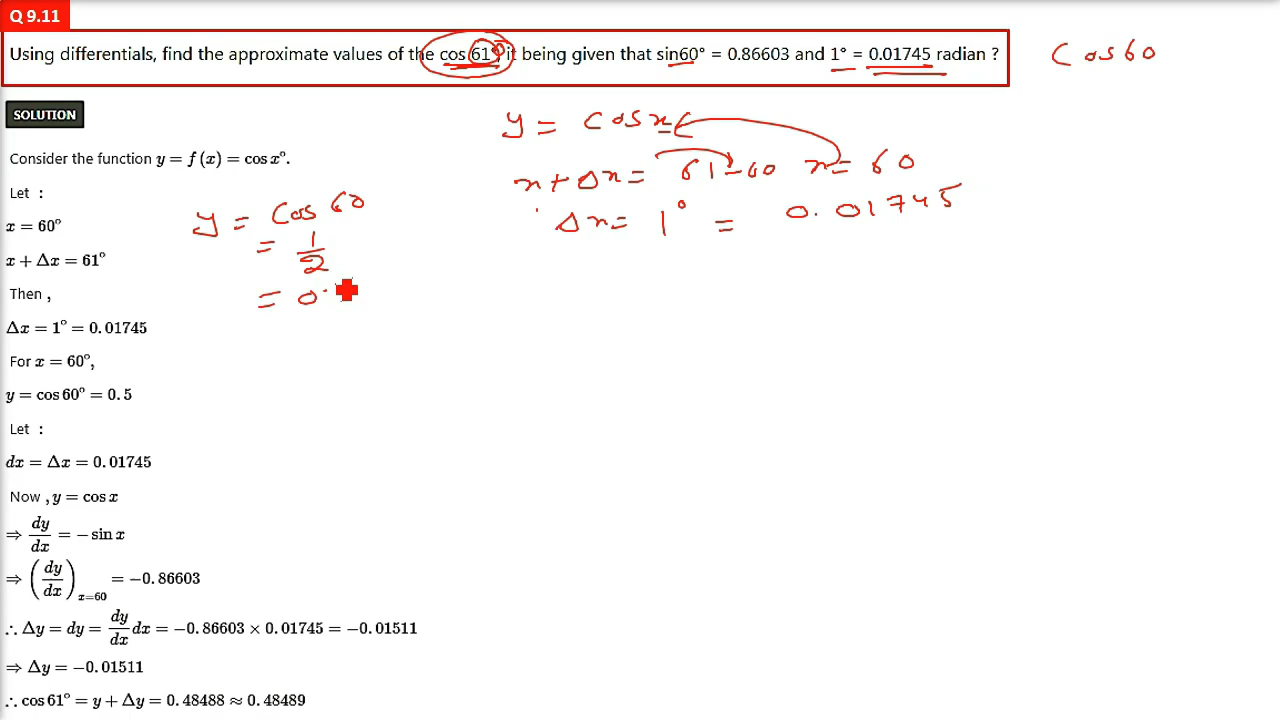 Q 9.11
Using differentials, find the approximate values of the cos 61°, it being given that sin60° = 0.86603 and 1° = 0.01745 radian ?
Cos 60
SOLUTION
Consider the function y = f (x) = cos x°.
Let :
x = 60°
x + Δx = 61°
Then ,
Δx = 1° = 0.01745
For x = 60°,
y = cos 60° = 0.5
Let :
dx = Δx = 0.01745
Now , y = cos x
⇒ dy/dx = − sin x
⇒ (dy/dx)x=60 = −0.86603
∴ Δy = dy = dy/dx dx = −0.86603 × 0.01745 = −0.01511
⇒ Δy = −0.01511
∴ cos 61° = y + Δy = 0.48488 ≈ 0.48489
y = Cos x
x + Δx = 61 - 60 x = 60
Δx = 1° = 0.01745
y = Cos 60
= 1/2
= 0.